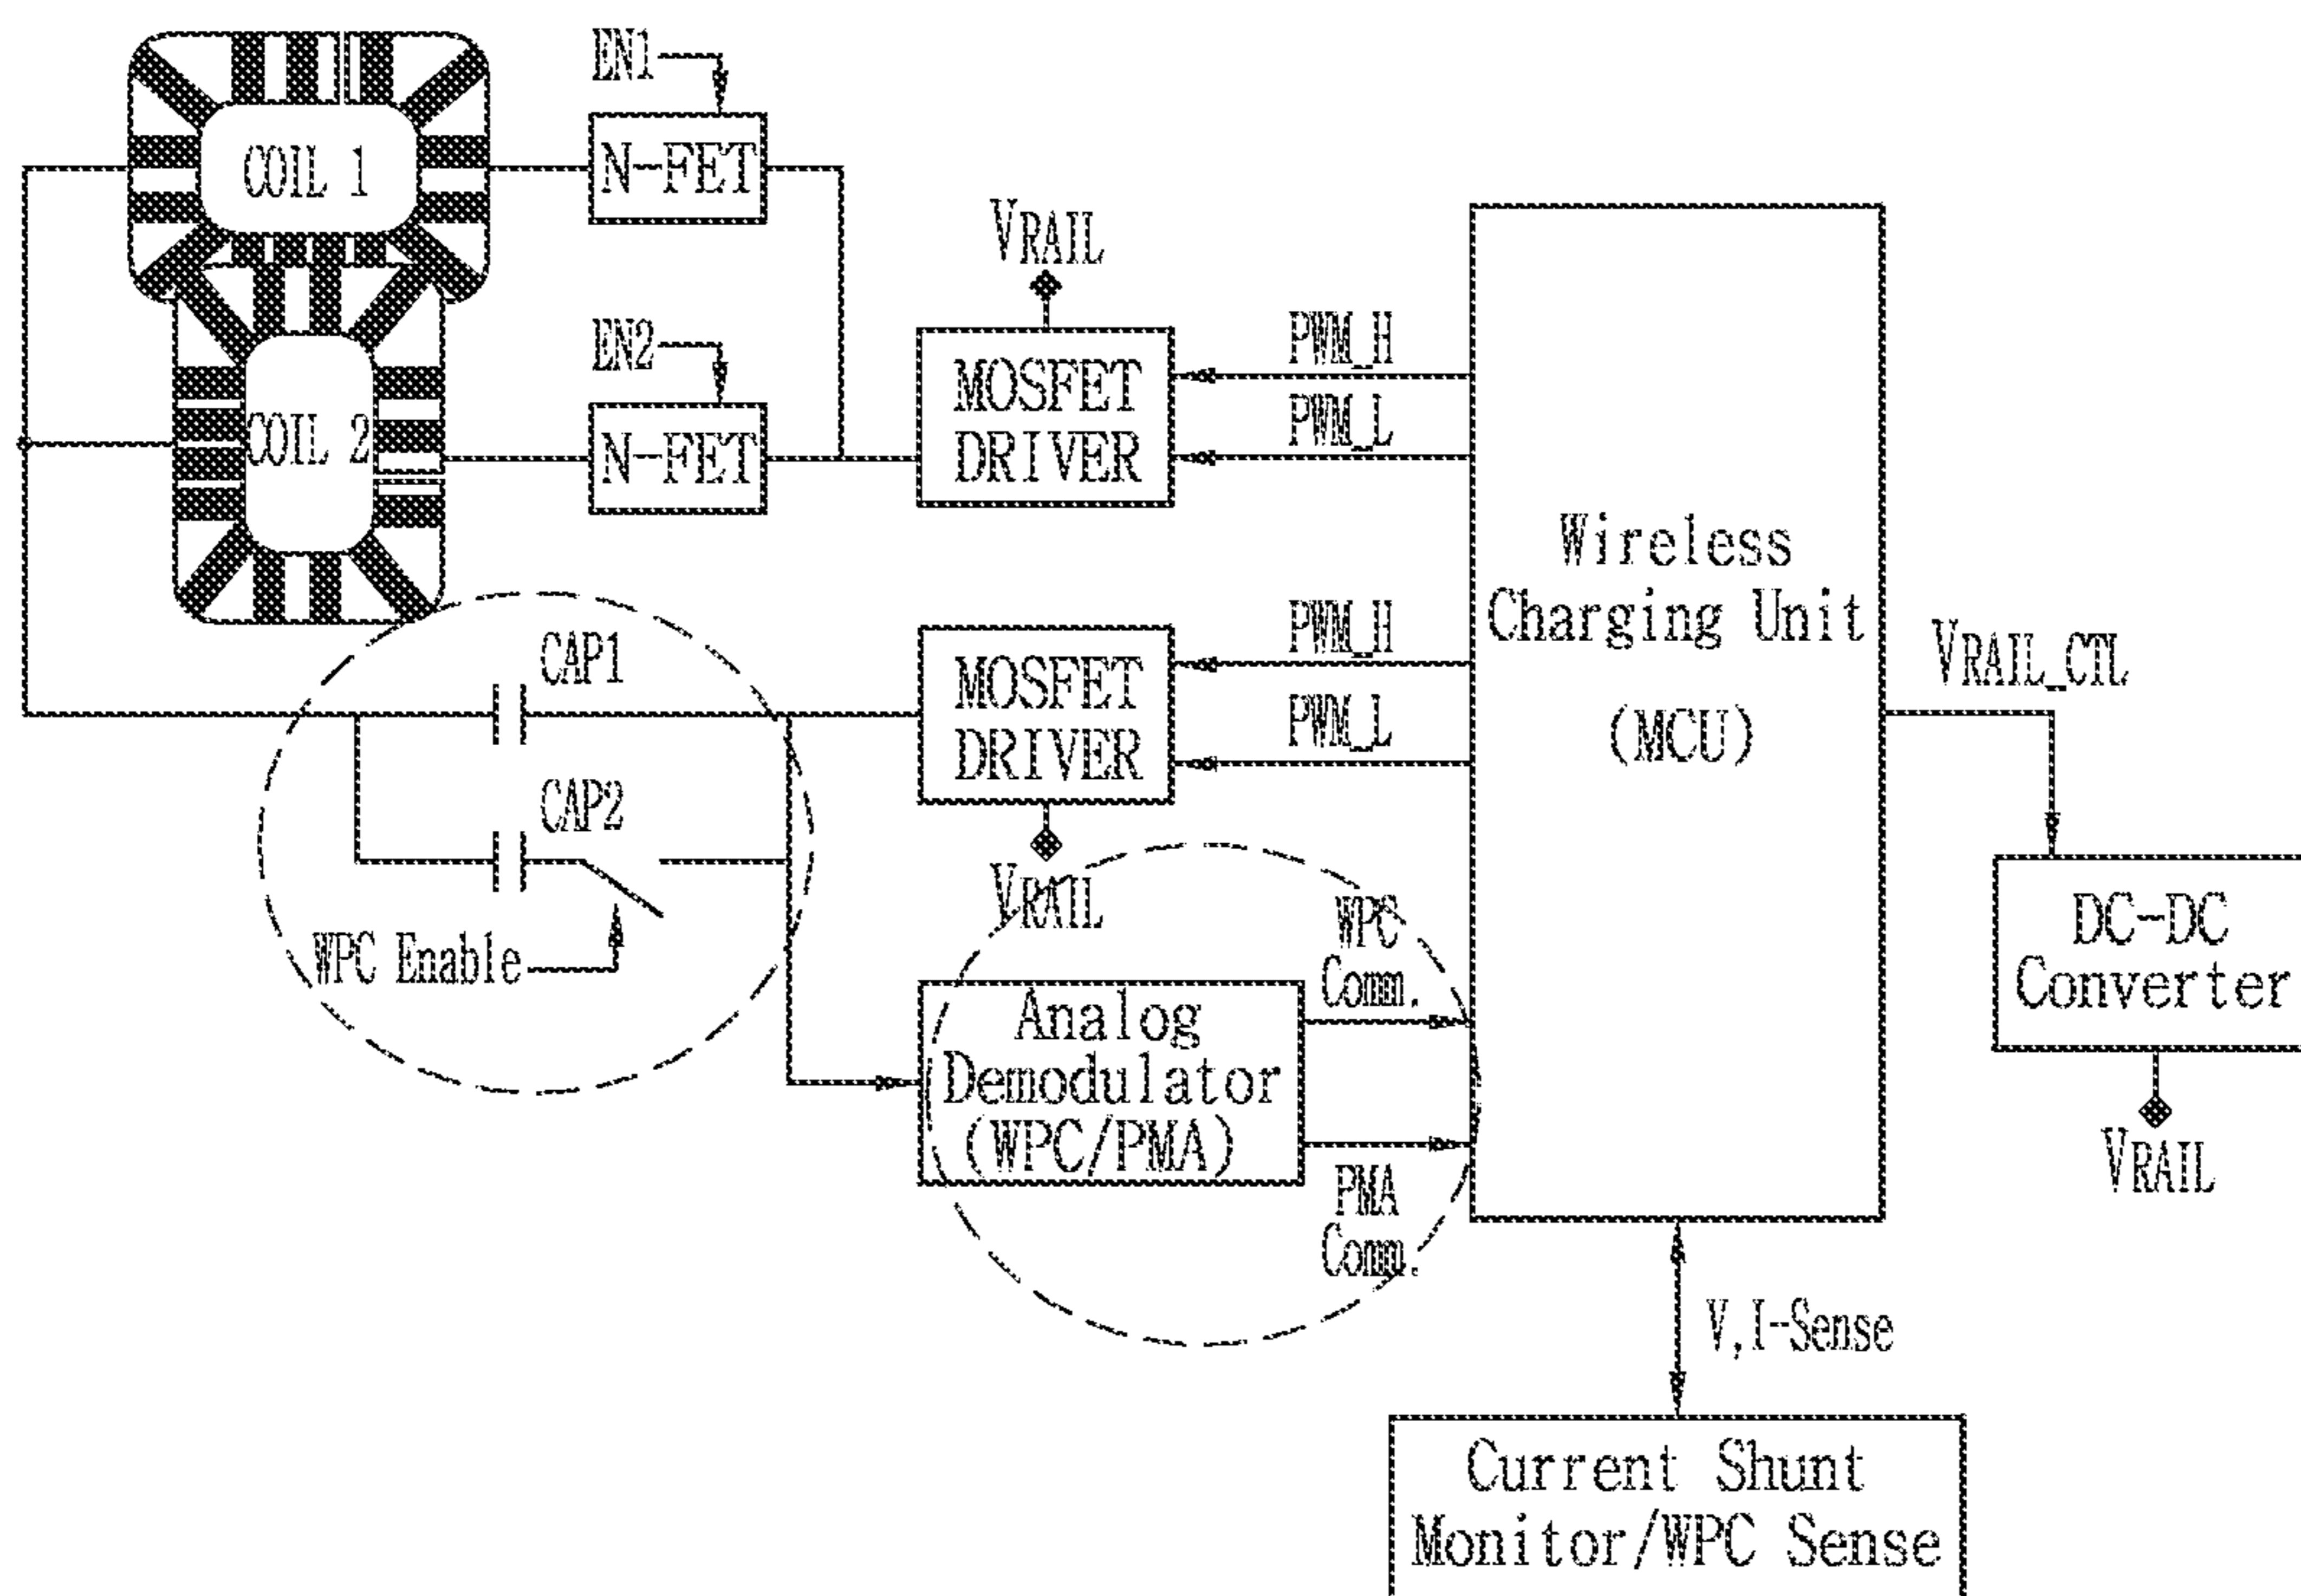 COIL 1
EN1
N-FET
COIL 2
EN2
N-FET
VRAIL
MOSFET
DRIVER
PWM_H
PWM_L
Wireless
Charging Unit
(MCU)
CAP1
CAP2
WPC Enable
MOSFET
DRIVER
VRAIL
PWM_H
PWM_L
Analog
Demodulator
(WPC/PMA)
WPC
Comm.
PMA
Comm.
VRAIL_CTL
DC-DC
Converter
VRAIL
V,I-Sense
Current Shunt
Monitor/WPC Sense